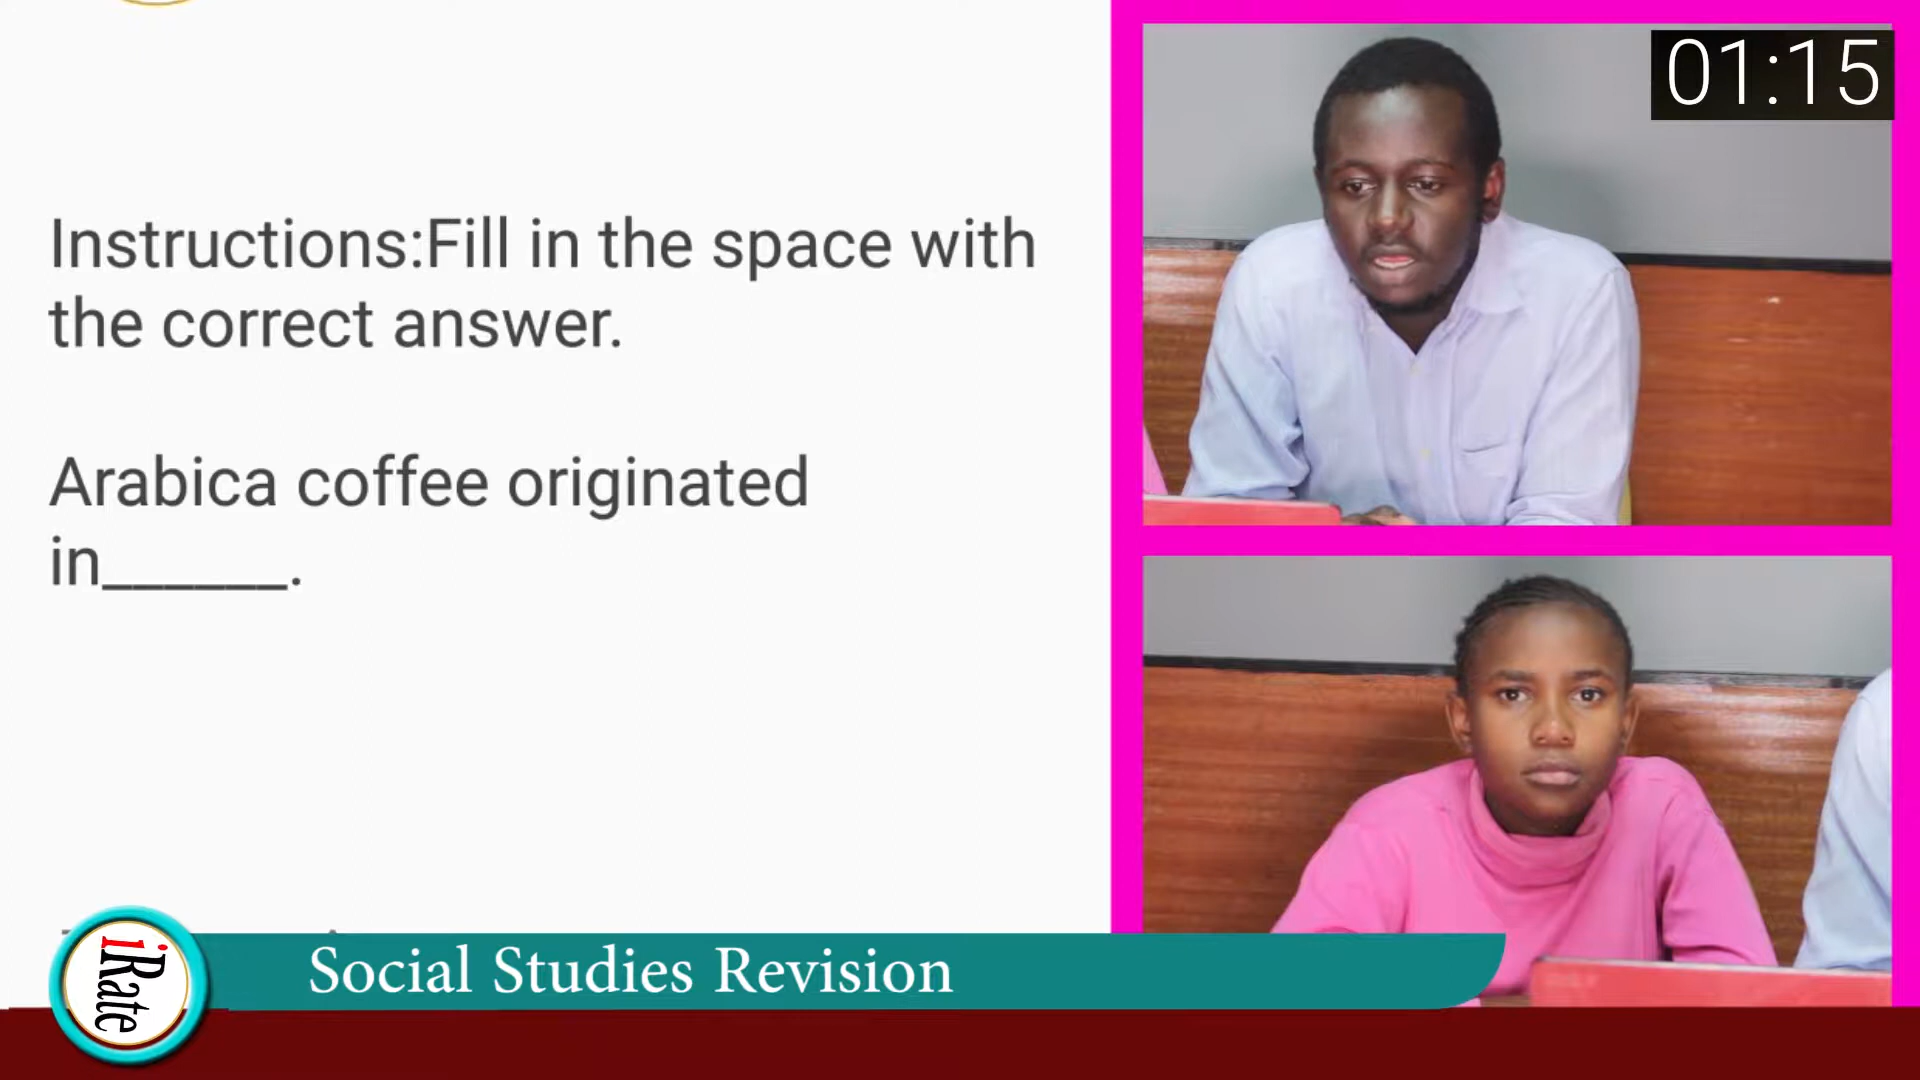 01:15
Instructions:Fill in the space with
the correct answer.
Arabica coffee originated
in______.
iRate
Social Studies Revision